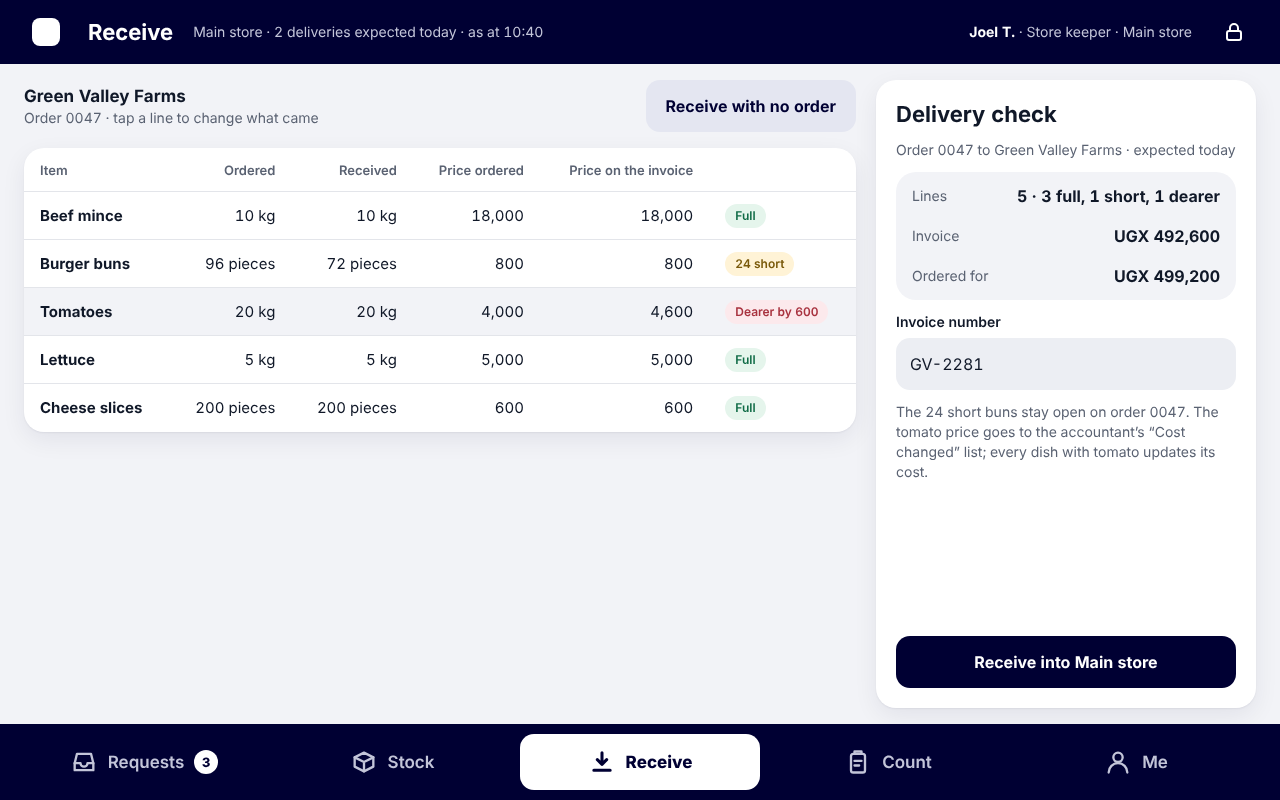 Receive
Main store · 2 deliveries expected today · as at 10:40
Joel T. · Store keeper · Main store
Green Valley Farms
Order 0047 · tap a line to change what came
Receive with no order
Item Ordered Received Price ordered Price on the invoice
Beef mince 10 kg 10 kg 18,000 18,000 Full
Burger buns 96 pieces 72 pieces 800 800 24 short
Tomatoes 20 kg 20 kg 4,000 4,600 Dearer by 600
Lettuce 5 kg 5 kg 5,000 5,000 Full
Cheese slices 200 pieces 200 pieces 600 600 Full
Delivery check
Order 0047 to Green Valley Farms · expected today
Lines 5 · 3 full, 1 short, 1 dearer
Invoice UGX 492,600
Ordered for UGX 499,200
Invoice number
GV-2281
The 24 short buns stay open on order 0047. The
tomato price goes to the accountant’s “Cost
changed” list; every dish with tomato updates its
cost.
Receive into Main store
Requests 3
Stock
Receive
Count
Me